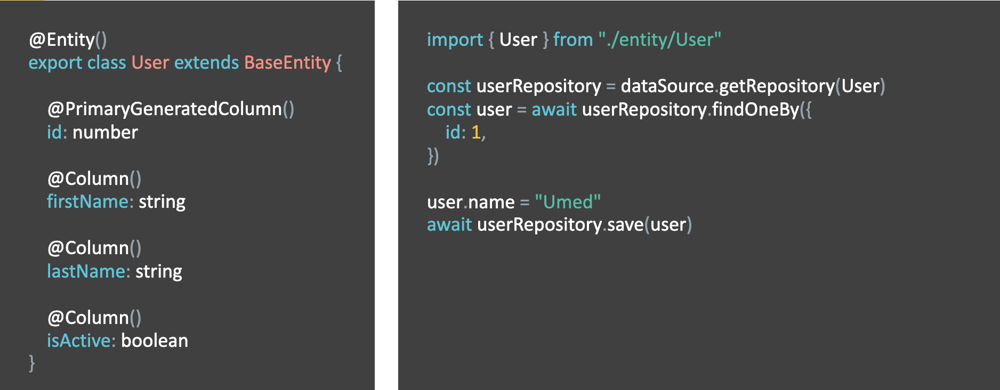 @Entity()
export class User extends BaseEntity {
@PrimaryGeneratedColumn()
id: number
@Column()
firstName: string
@Column()
lastName: string
@Column()
isActive: boolean
}
import { User } from "./entity/User"
const userRepository = dataSource.getRepository(User)
const user = await userRepository.findOneBy({
id: 1,
})
user.name = "Umed"
await userRepository.save(user)